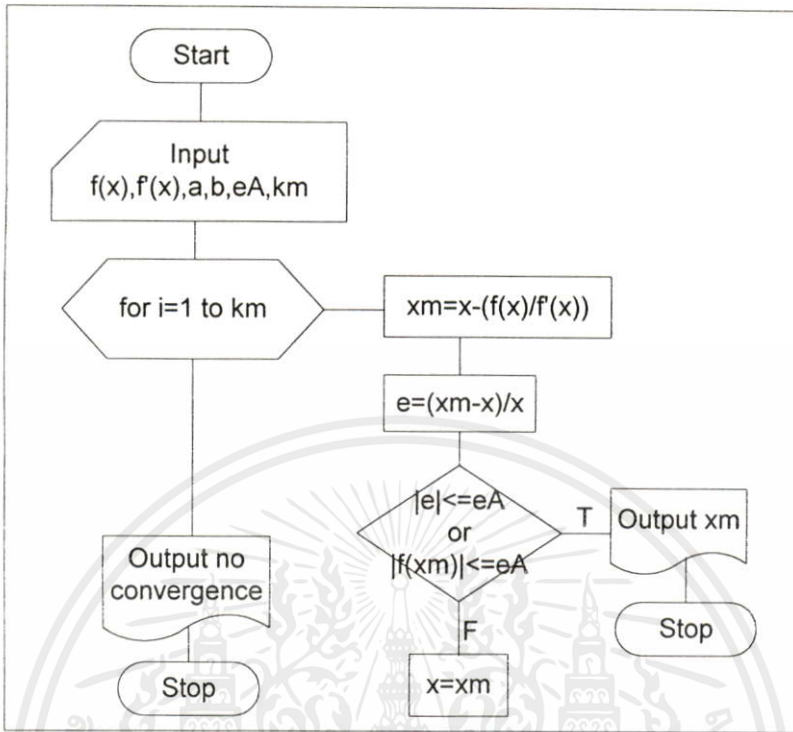 Start
Input
f(x),f'(x),a,b,eA,km
for i=1 to km
xm=x-(f(x)/f'(x))
e=(xm-x)/x
|e|<=eA
or
|f(xm)|<=eA
T
Output xm
Stop
F
x=xm
Output no
convergence
Stop